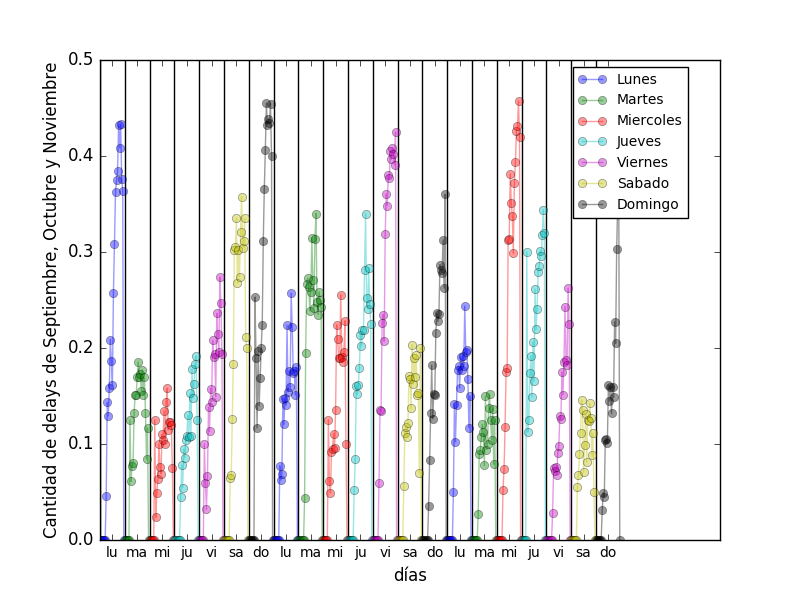 Cantidad de delays de Septiembre, Octubre y Noviembre
0.5
0.4
0.3
0.2
0.1
0.0
Lunes
Martes
Miercoles
Jueves
Viernes
Sabado
Domingo
lu ma mi ju vi sa do lu ma mi ju vi sa do lu ma mi ju vi sa do
días